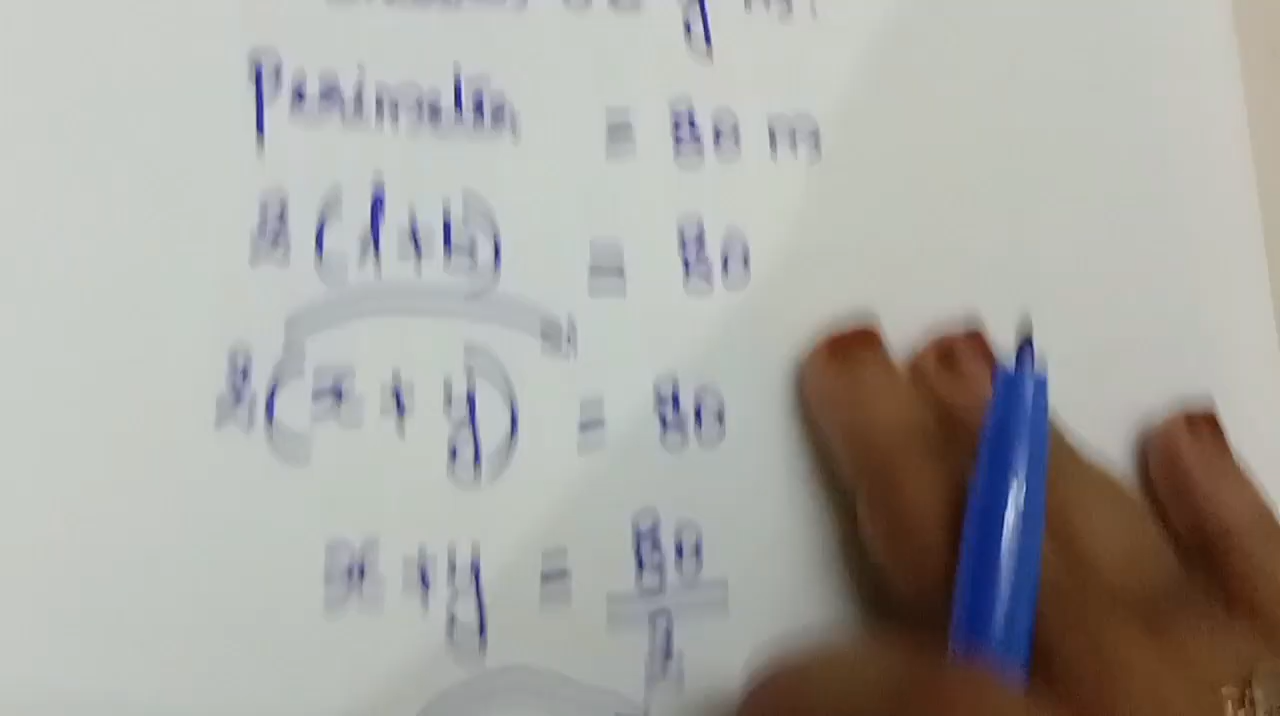 Perimeter = 80 m
2(l+b) = 80
2(x+y) = 80
x+y = 80/2